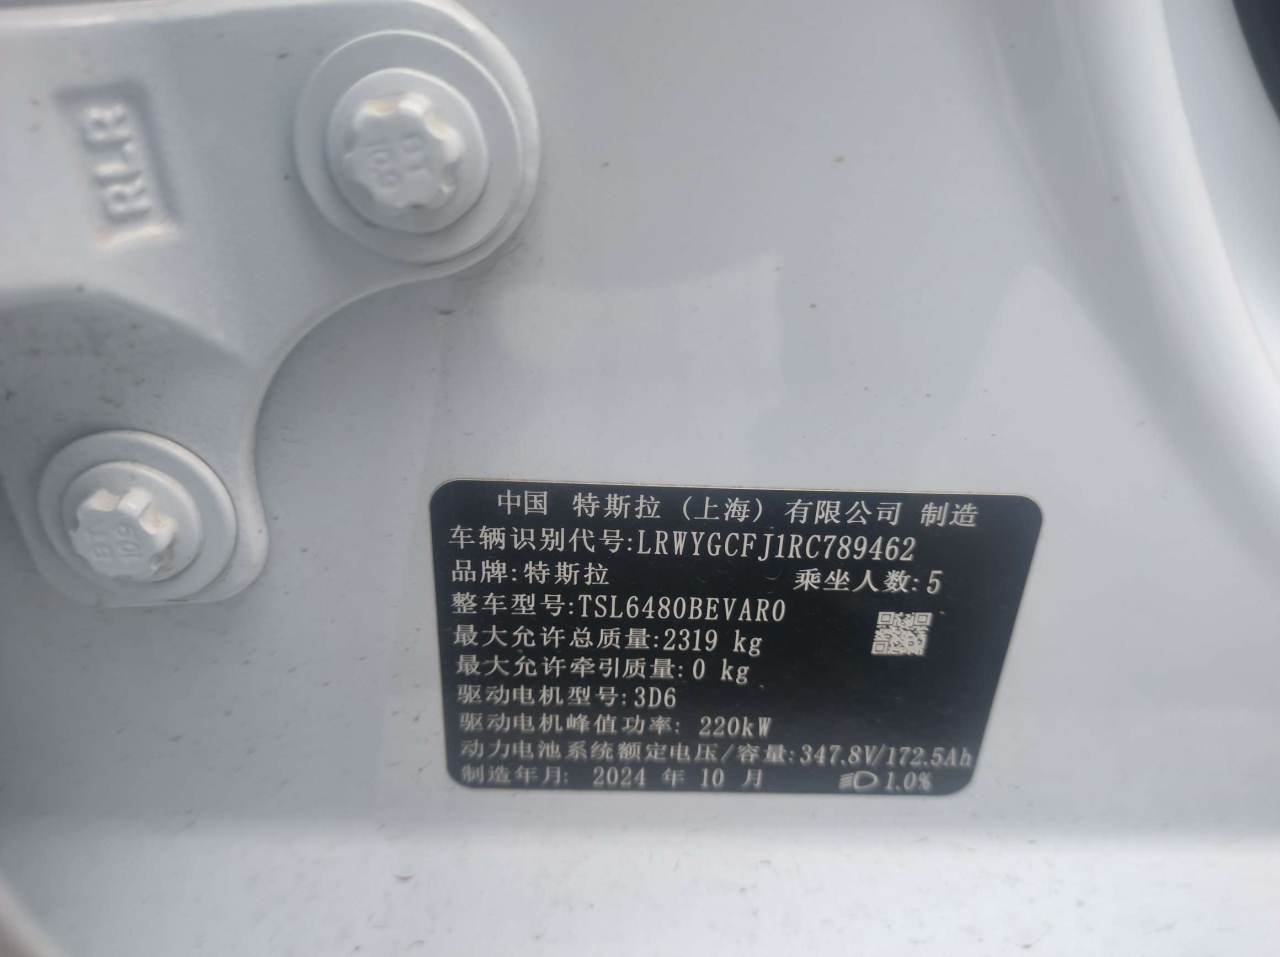 RLR
中国 特斯拉 (上海) 有限公司 制造
车辆识别代号:LRWYGCFJ1RC789462
品牌:特斯拉 乘坐人数:5
整车型号:TSL6480BEVAR0
最大允许总质量:2319 kg
最大允许牵引质量:0 kg
驱动电机型号:3D6
驱动电机峰值功率: 220kW
动力电池系统额定电压/容量:347.8V/172.5Ah
制造年月: 2024 年 10 月 1.0%